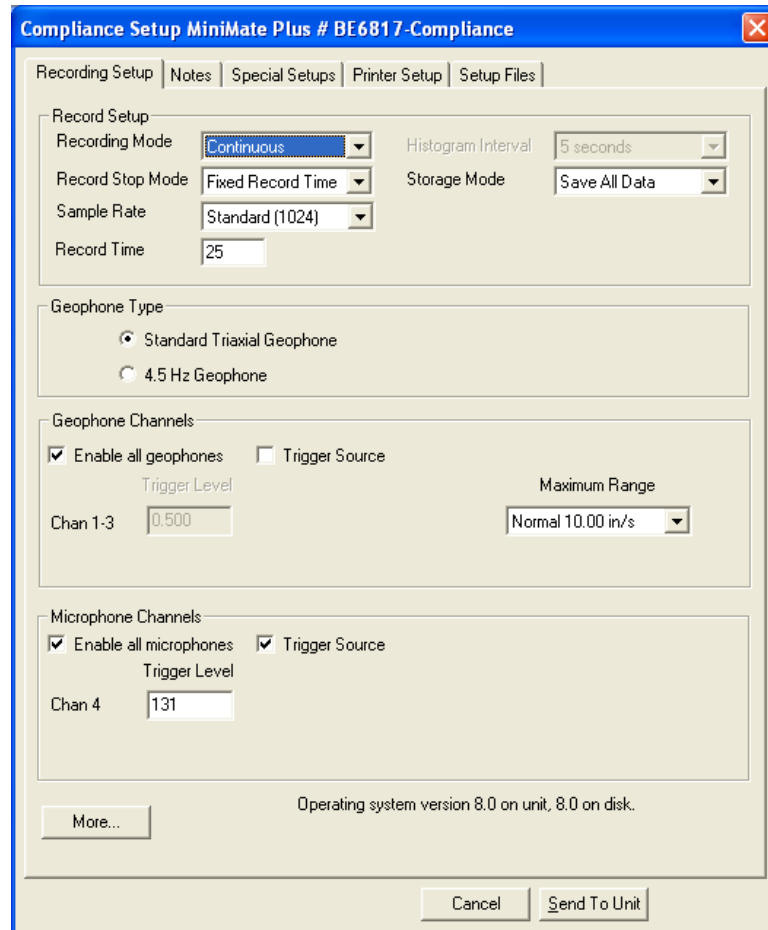 Compliance Setup MiniMate Plus # BE6817-Compliance
Recording Setup Notes Special Setups Printer Setup Setup Files
Record Setup
Recording Mode Continuous Histogram Interval 5 seconds
Record Stop Mode Fixed Record Time Storage Mode Save All Data
Sample Rate Standard (1024)
Record Time 25
Geophone Type
Standard Triaxial Geophone
4.5 Hz Geophone
Geophone Channels
Enable all geophones Trigger Source
Trigger Level Maximum Range
Chan 1-3 0.500 Normal 10.00 in/s
Microphone Channels
Enable all microphones Trigger Source
Trigger Level
Chan 4 131
Operating system version 8.0 on unit, 8.0 on disk.
More...
Cancel Send To Unit